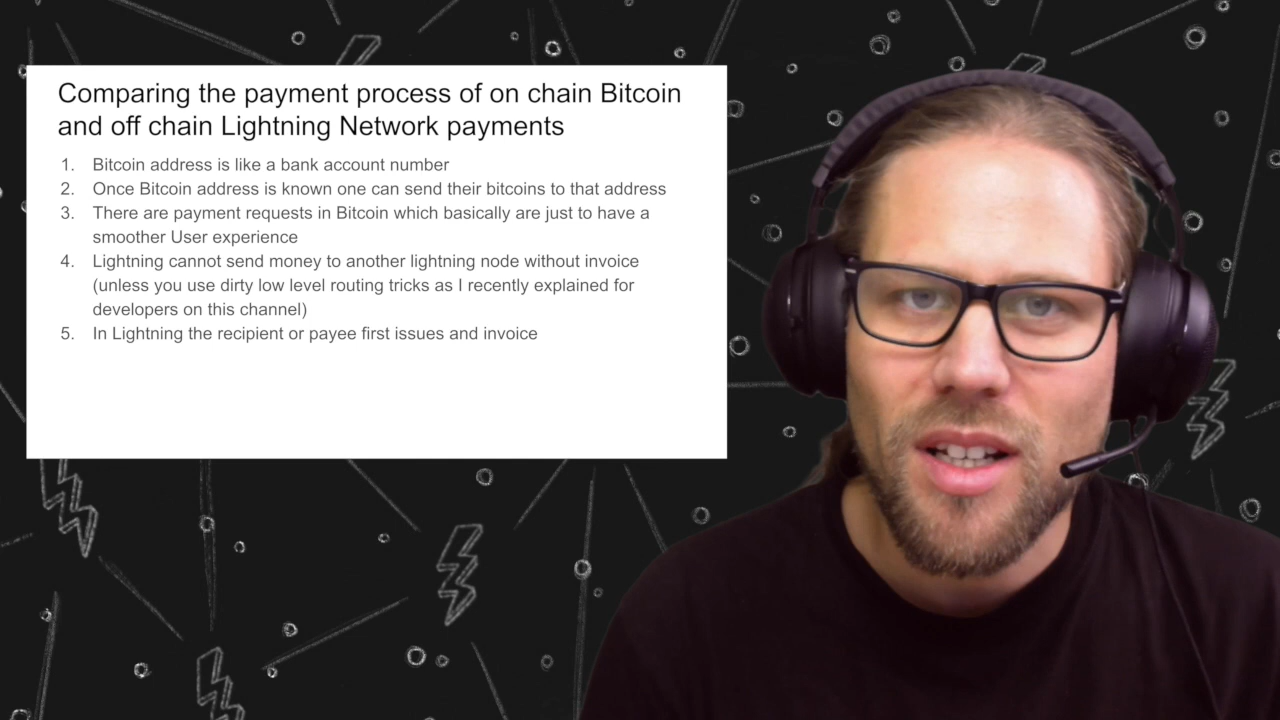 Comparing the payment process of on chain Bitcoin
and off chain Lightning Network payments
1. Bitcoin address is like a bank account number
2. Once Bitcoin address is known one can send their bitcoins to that address
3. There are payment requests in Bitcoin which basically are just to have a
smoother User experience
4. Lightning cannot send money to another lightning node without invoice
(unless you use dirty low level routing tricks as I recently explained for
developers on this channel)
5. In Lightning the recipient or payee first issues and invoice